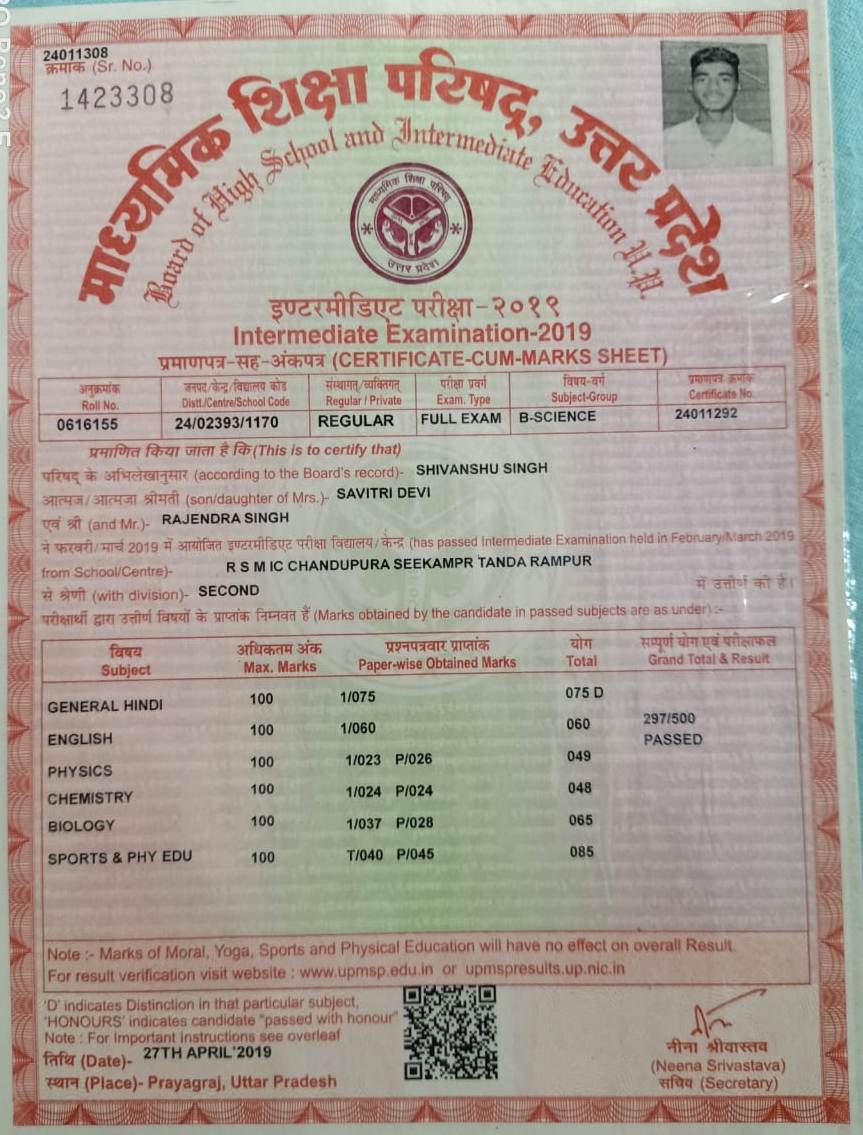 24011308
क्रमांक (Sr. No.)
1423308
माध्यमिक शिक्षा परिषद्, उत्तर प्रदेश
Board of High School and Intermediate Education U.P.
माध्यमिक शिक्षा परिषद्
उत्तर प्रदेश
इण्टरमीडिएट परीक्षा-२०१९
Intermediate Examination-2019
प्रमाणपत्र-सह-अंकपत्र (CERTIFICATE-CUM-MARKS SHEET)
अनुक्रमांक जनपद/केन्द्र/विद्यालय कोड संस्थागत/व्यक्तिगत परीक्षा प्रवर्ग विषय-वर्ग प्रमाणपत्र क्रमांक
Roll No. Distt./Centre/School Code Regular / Private Exam. Type Subject-Group Certificate No.
0616155 24/02393/1170 REGULAR FULL EXAM B-SCIENCE 24011292
प्रमाणित किया जाता है कि (This is to certify that)
परिषद् के अभिलेखानुसार (according to the Board's record)- SHIVANSHU SINGH
आत्मज/आत्मजा श्रीमती (son/daughter of Mrs.)- SAVITRI DEVI
एवं श्री (and Mr.)- RAJENDRA SINGH
ने फरवरी/मार्च 2019 में आयोजित इण्टरमीडिएट परीक्षा विद्यालय/केन्द्र (has passed Intermediate Examination held in February/March 2019
from School/Centre)- R S M IC CHANDUPURA SEEKAMPR TANDA RAMPUR
से श्रेणी (with division)- SECOND में उत्तीर्ण की है।
परीक्षार्थी द्वारा उत्तीर्ण विषयों के प्राप्तांक निम्नवत हैं (Marks obtained by the candidate in passed subjects are as under) :-
विषय अधिकतम अंक प्रश्नपत्रवार प्राप्तांक योग सम्पूर्ण योग एवं परीक्षाफल
Subject Max. Marks Paper-wise Obtained Marks Total Grand Total & Result
GENERAL HINDI 100 1/075 075 D
ENGLISH 100 1/060 060 297/500
PASSED
PHYSICS 100 1/023 P/026 049
CHEMISTRY 100 1/024 P/024 048
BIOLOGY 100 1/037 P/028 065
SPORTS & PHY EDU 100 T/040 P/045 085
Note :- Marks of Moral, Yoga, Sports and Physical Education will have no effect on overall Result.
For result verification visit website : www.upmsp.edu.in or upmspresults.up.nic.in
'D' indicates Distinction in that particular subject,
'HONOURS' indicates candidate "passed with honour"
Note : For Important Instructions see overleaf
तिथि (Date)- 27TH APRIL'2019
स्थान (Place)- Prayagraj, Uttar Pradesh
नीना श्रीवास्तव
(Neena Srivastava)
सचिव (Secretary)